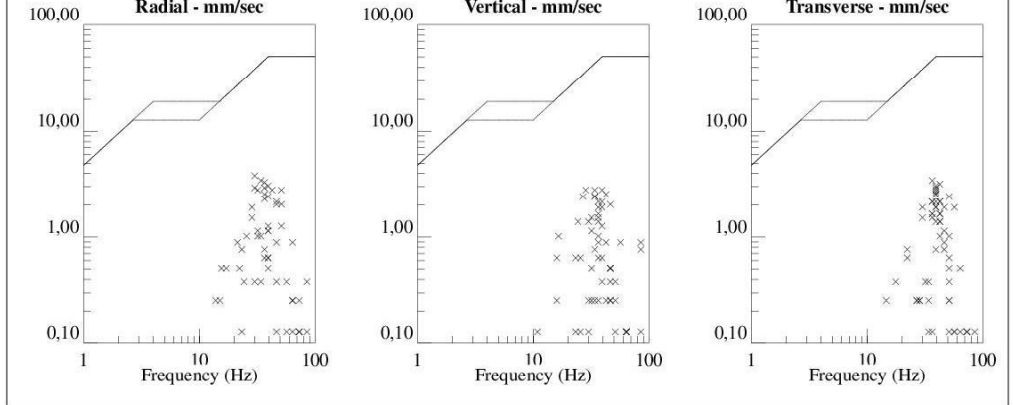 Radial - mm/sec Vertical - mm/sec Transverse - mm/sec
100,00 100,00 100,00
10,00 10,00 10,00
1,00 1,00 1,00
0,10 0,10 0,10
1 10 100 1 10 100 1 10 100
Frequency (Hz) Frequency (Hz) Frequency (Hz)